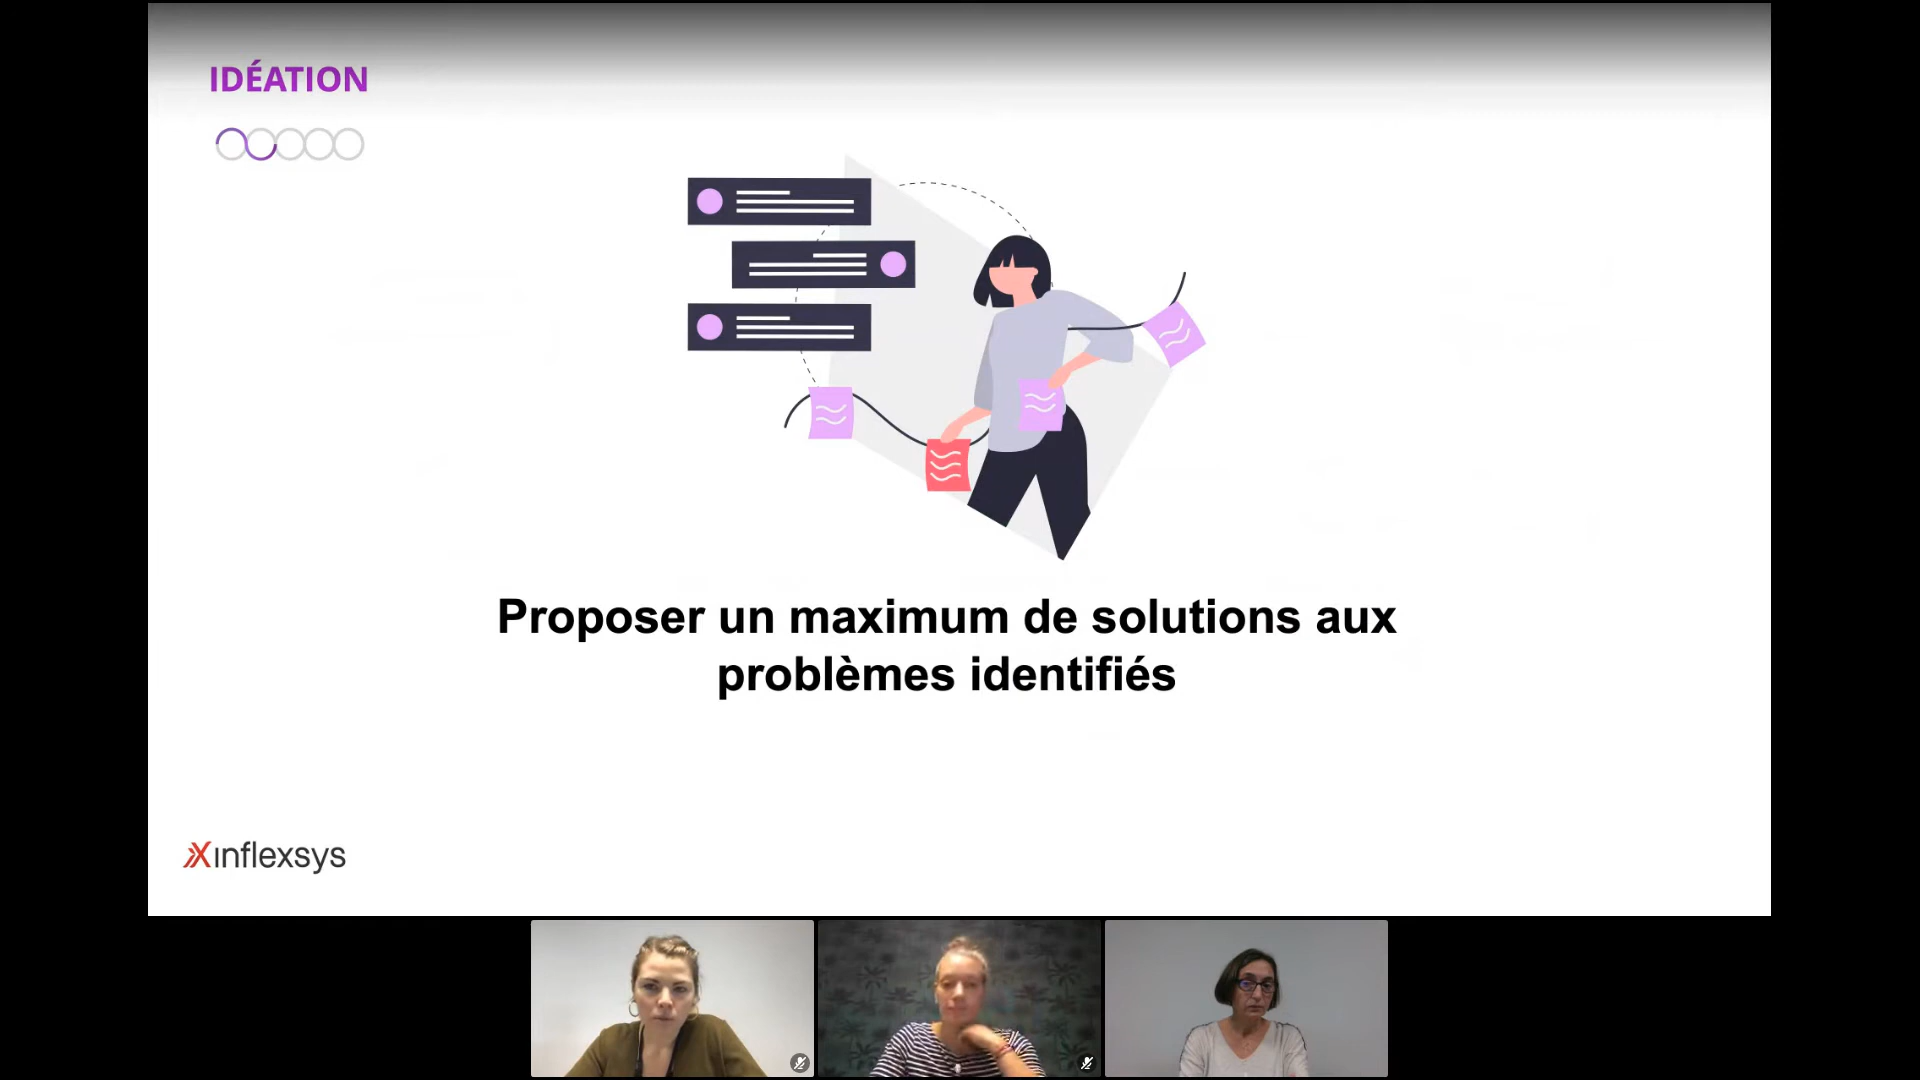 IDÉATION
Proposer un maximum de solutions aux
problèmes identifiés
inflexsys